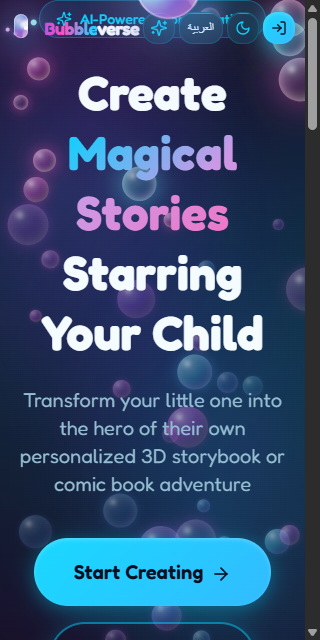 AI-Powere
Bubbleverse
العربية
Create
Magical
Stories
Starring
Your Child
Transform your little one into
the hero of their own
personalized 3D storybook or
comic book adventure
Start Creating →